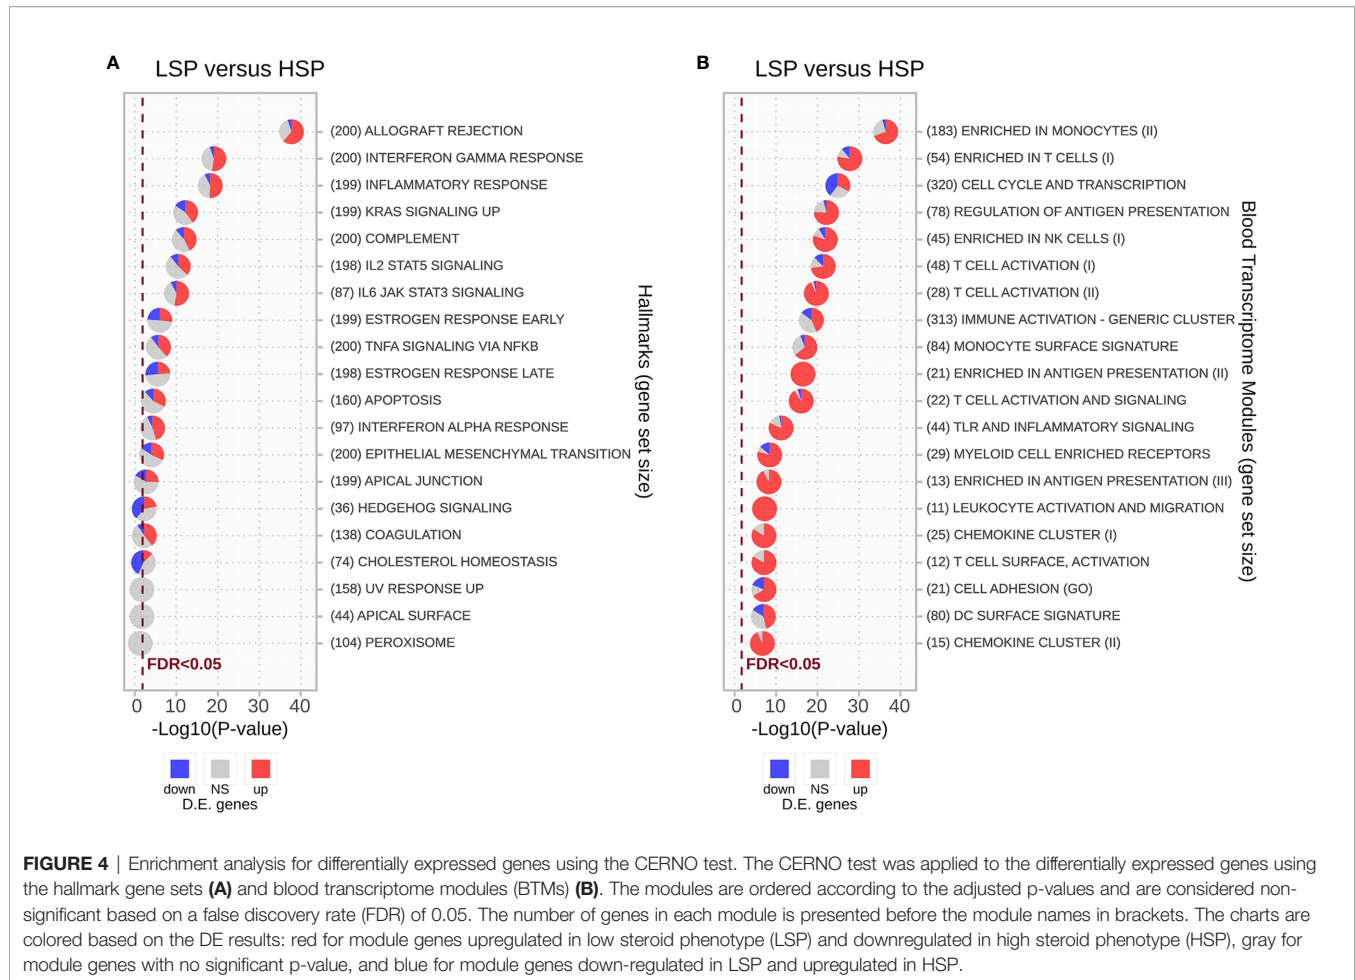 A
LSP versus HSP
(200) ALLOGRAFT REJECTION
(200) INTERFERON GAMMA RESPONSE
(199) INFLAMMATORY RESPONSE
(199) KRAS SIGNALING UP
(200) COMPLEMENT
(198) IL2 STAT5 SIGNALING
(87) IL6 JAK STAT3 SIGNALING
(199) ESTROGEN RESPONSE EARLY
(200) TNFA SIGNALING VIA NFKB
(198) ESTROGEN RESPONSE LATE
(160) APOPTOSIS
(97) INTERFERON ALPHA RESPONSE
(200) EPITHELIAL MESENCHYMAL TRANSITION
(199) APICAL JUNCTION
(36) HEDGEHOG SIGNALING
(138) COAGULATION
(74) CHOLESTEROL HOMEOSTASIS
(158) UV RESPONSE UP
(44) APICAL SURFACE
(104) PEROXISOME
Hallmarks (gene set size)
FDR<0.05
0 10 20 30 40
-Log10(P-value)
down NS up
D.E. genes
B
LSP versus HSP
(183) ENRICHED IN MONOCYTES (II)
(54) ENRICHED IN T CELLS (I)
(320) CELL CYCLE AND TRANSCRIPTION
(78) REGULATION OF ANTIGEN PRESENTATION
(45) ENRICHED IN NK CELLS (I)
(48) T CELL ACTIVATION (I)
(28) T CELL ACTIVATION (II)
(313) IMMUNE ACTIVATION - GENERIC CLUSTER
(84) MONOCYTE SURFACE SIGNATURE
(21) ENRICHED IN ANTIGEN PRESENTATION (II)
(22) T CELL ACTIVATION AND SIGNALING
(44) TLR AND INFLAMMATORY SIGNALING
(29) MYELOID CELL ENRICHED RECEPTORS
(13) ENRICHED IN ANTIGEN PRESENTATION (III)
(11) LEUKOCYTE ACTIVATION AND MIGRATION
(25) CHEMOKINE CLUSTER (I)
(12) T CELL SURFACE, ACTIVATION
(21) CELL ADHESION (GO)
(80) DC SURFACE SIGNATURE
(15) CHEMOKINE CLUSTER (II)
Blood Transcriptome Modules (gene set size)
FDR<0.05
0 10 20 30 40
-Log10(P-value)
down NS up
D.E. genes
FIGURE 4 | Enrichment analysis for differentially expressed genes using the CERNO test. The CERNO test was applied to the differentially expressed genes using
the hallmark gene sets (A) and blood transcriptome modules (BTMs) (B). The modules are ordered according to the adjusted p-values and are considered non-
significant based on a false discovery rate (FDR) of 0.05. The number of genes in each module is presented before the module names in brackets. The charts are
colored based on the DE results: red for module genes upregulated in low steroid phenotype (LSP) and downregulated in high steroid phenotype (HSP), gray for
module genes with no significant p-value, and blue for module genes down-regulated in LSP and upregulated in HSP.